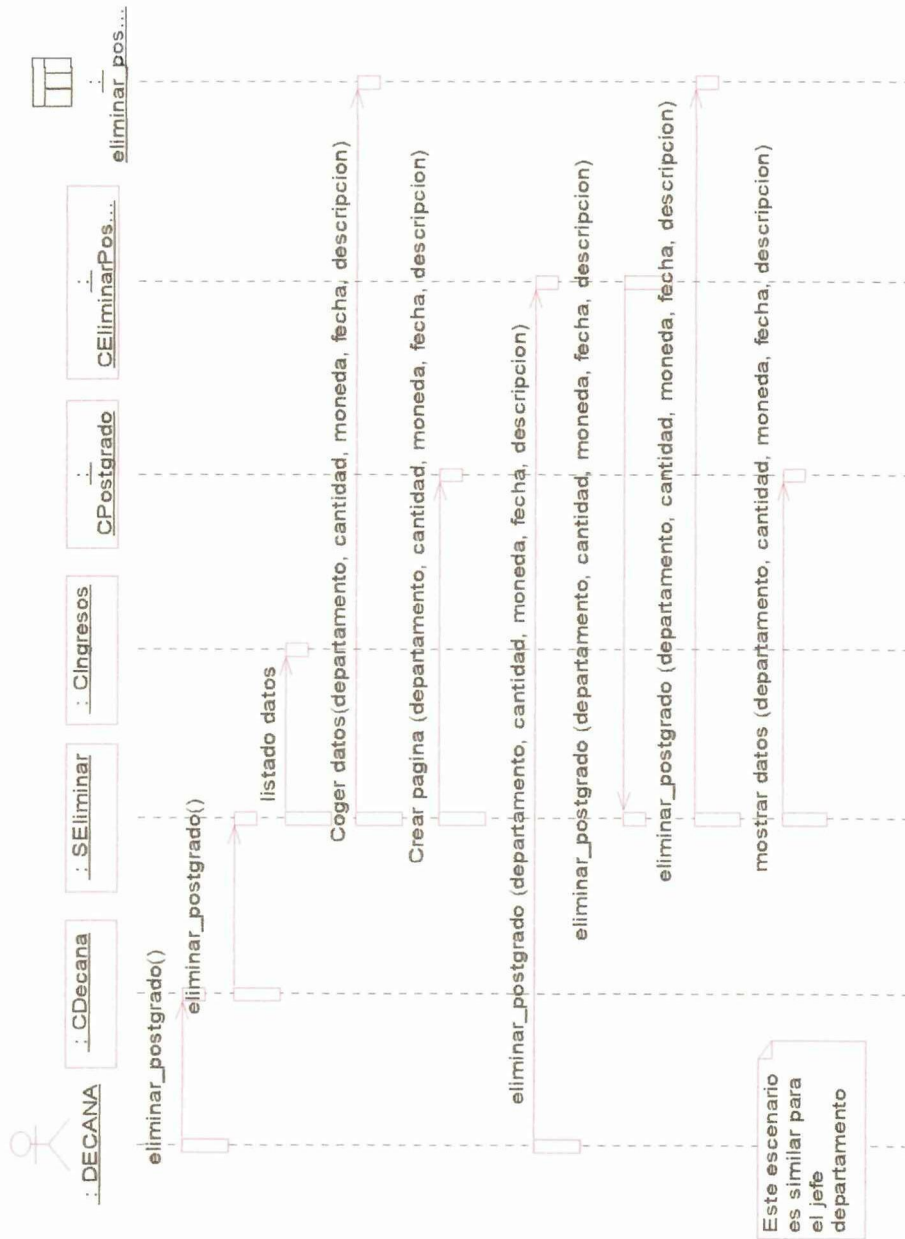 : DECANA
: CDecana
: SEliminar
: CIngresos
:
CPostgrado
:
CEliminarPos...
:
eliminar_pos...
eliminar_postgrado()
eliminar_postgrado()
listado datos
Coger datos(departamento, cantidad, moneda, fecha, descripcion)
Crear pagina (departamento, cantidad, moneda, fecha, descripcion)
eliminar_postgrado (departamento, cantidad, moneda, fecha, descripcion)
eliminar_postgrado (departamento, cantidad, moneda, fecha, descripcion)
eliminar_postgrado (departamento, cantidad, moneda, fecha, descripcion)
mostrar datos (departamento, cantidad, moneda, fecha, descripcion)
Este escenario
es similar para
el jefe
departamento